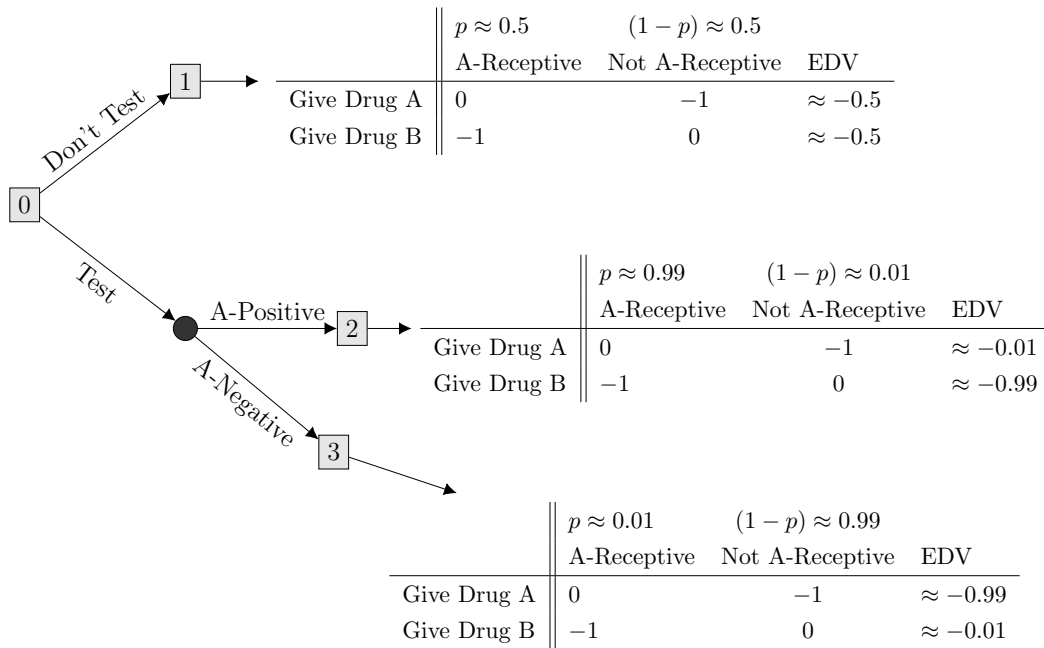 p ≈ 0.5 (1 − p) ≈ 0.5
A-Receptive Not A-Receptive EDV
Give Drug A 0 −1 ≈ −0.5
Give Drug B −1 0 ≈ −0.5
1
Don't Test
0
Test
A-Positive
2
p ≈ 0.99 (1 − p) ≈ 0.01
A-Receptive Not A-Receptive EDV
Give Drug A 0 −1 ≈ −0.01
Give Drug B −1 0 ≈ −0.99
A-Negative
3
p ≈ 0.01 (1 − p) ≈ 0.99
A-Receptive Not A-Receptive EDV
Give Drug A 0 −1 ≈ −0.99
Give Drug B −1 0 ≈ −0.01